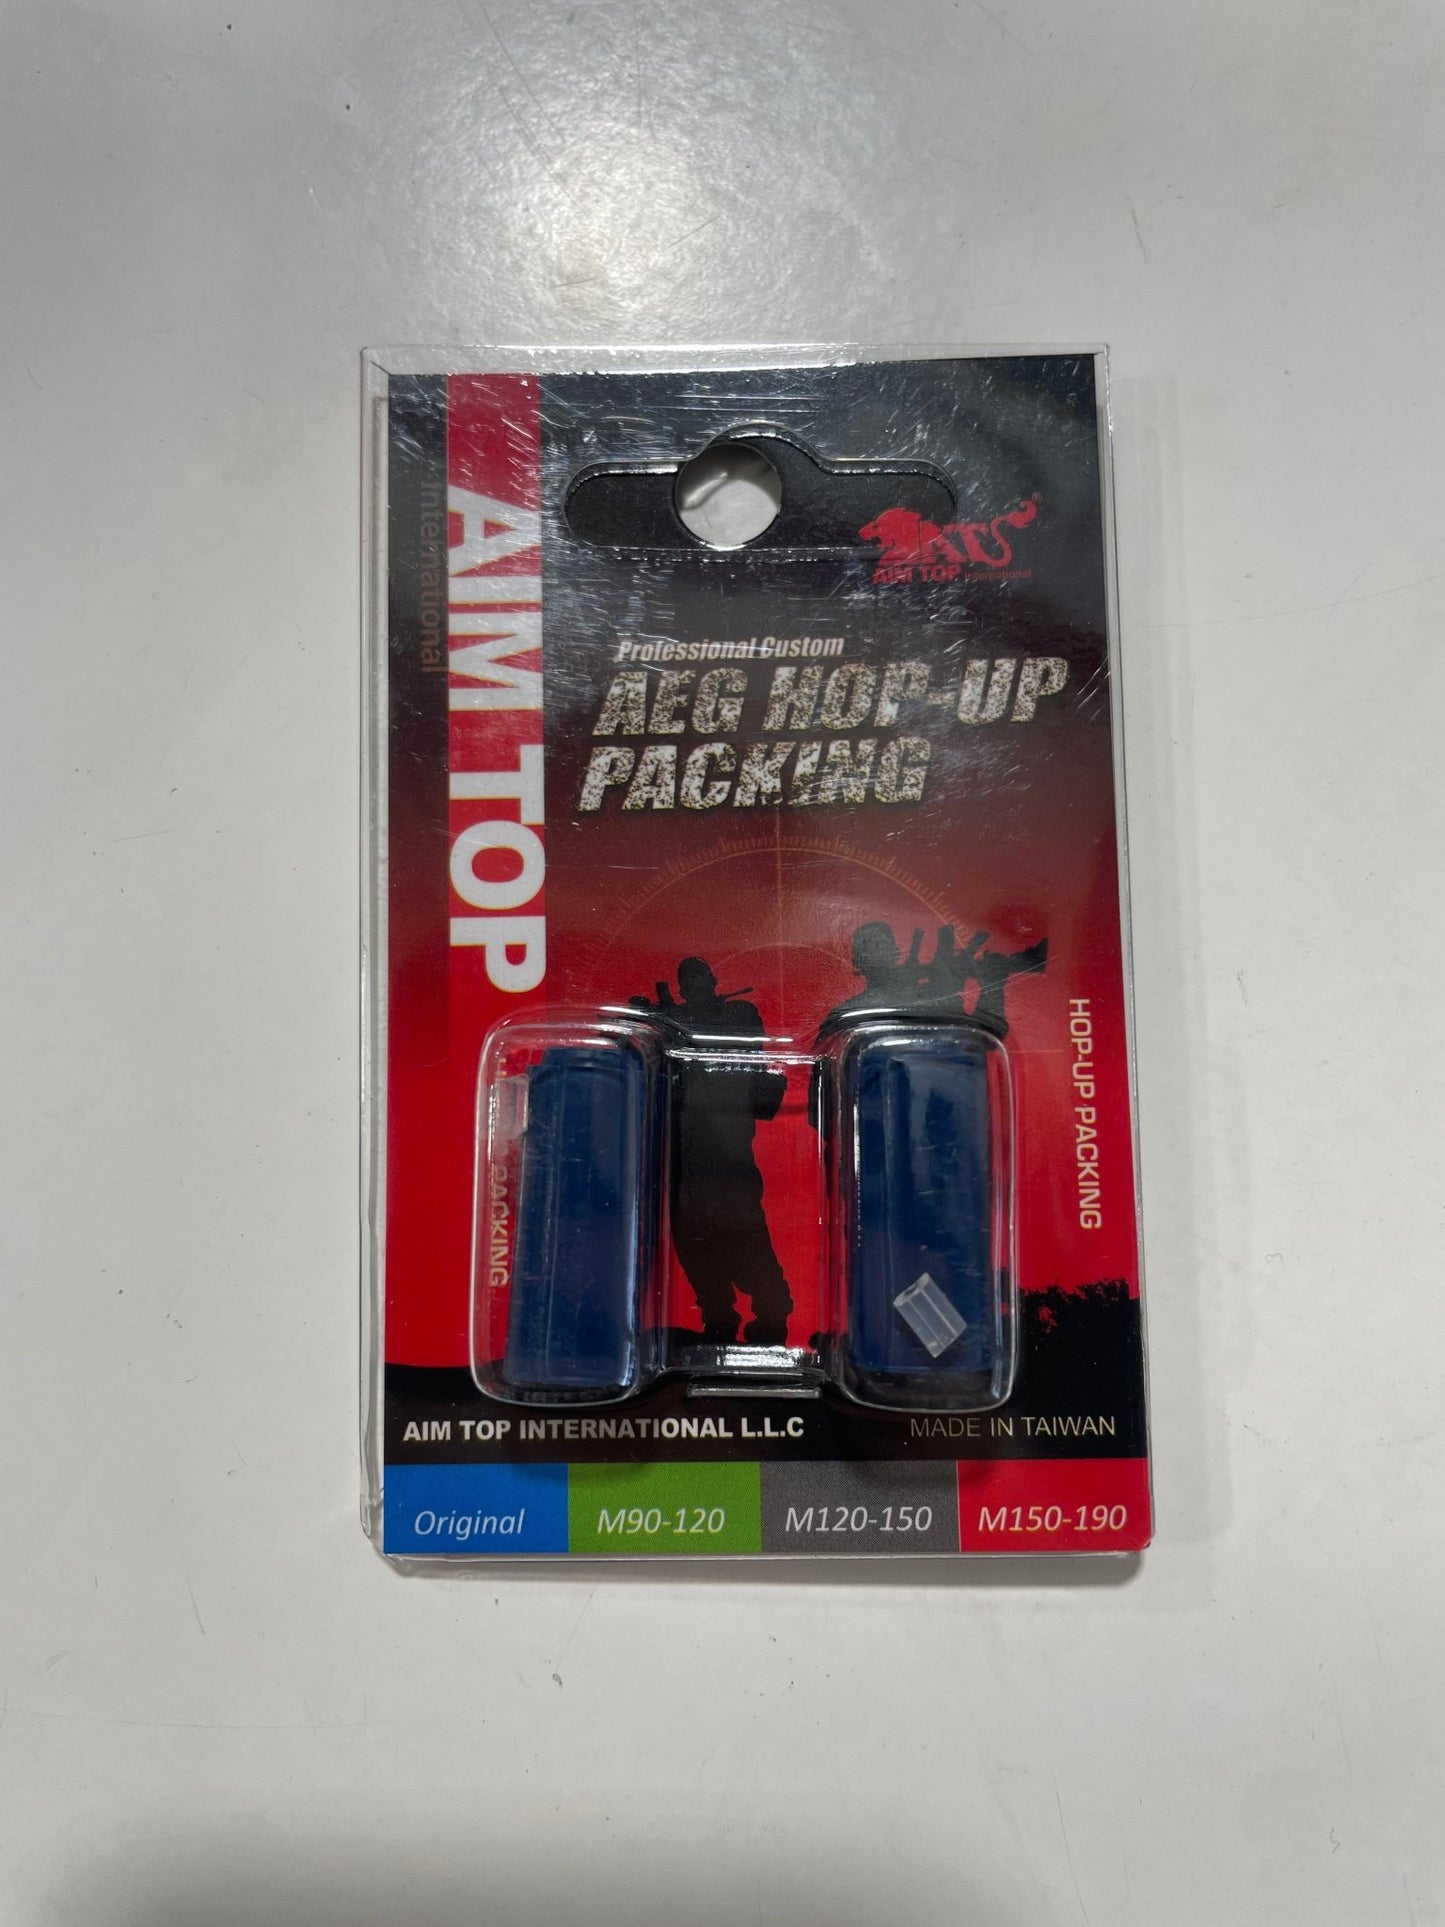 AIM TOP
International
ATS®
AIM TOP International
Professional Custom
AEG HOP-UP
PACKING
HOP-UP PACKING
PACKING
AIM TOP INTERNATIONAL L.L.C
MADE IN TAIWAN
Original
M90-120
M120-150
M150-190